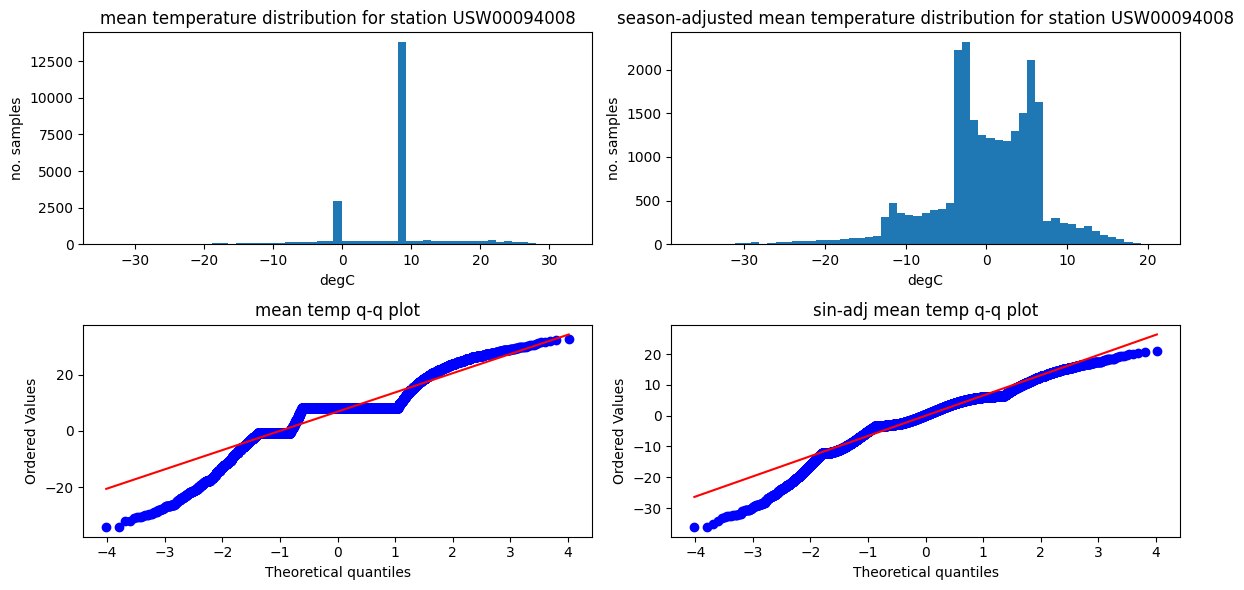 mean temperature distribution for station USW00094008
no. samples
12500
10000
7500
5000
2500
0
−30 −20 −10 0 10 20 30
degC
season-adjusted mean temperature distribution for station USW00094008
no. samples
2000
1500
1000
500
0
−30 −20 −10 0 10 20
degC
mean temp q-q plot
Orderred Values
20
0
−20
−4 −3 −2 −1 0 1 2 3 4
Theoretical quantiles
sin-adj mean temp q-q plot
Ordered Values
20
10
0
−10
−20
−30
−4 −3 −2 −1 0 1 2 3 4
Theoretical quantiles